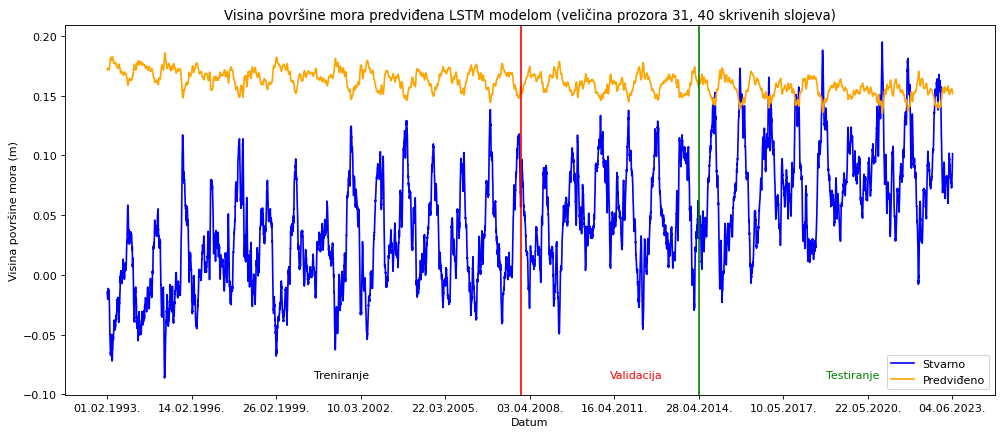 Visina površine mora predviđena LSTM modelom (veličina prozora 31, 40 skrivenih slojeva)
Visina površine mora (m)
0.20
0.15
0.10
0.05
0.00
−0.05
−0.10
Treniranje
Validacija
Testiranje
Stvarno
Predviđeno
01.02.1993. 14.02.1996. 26.02.1999. 10.03.2002. 22.03.2005. 03.04.2008. 16.04.2011. 28.04.2014. 10.05.2017. 22.05.2020. 04.06.2023.
Datum